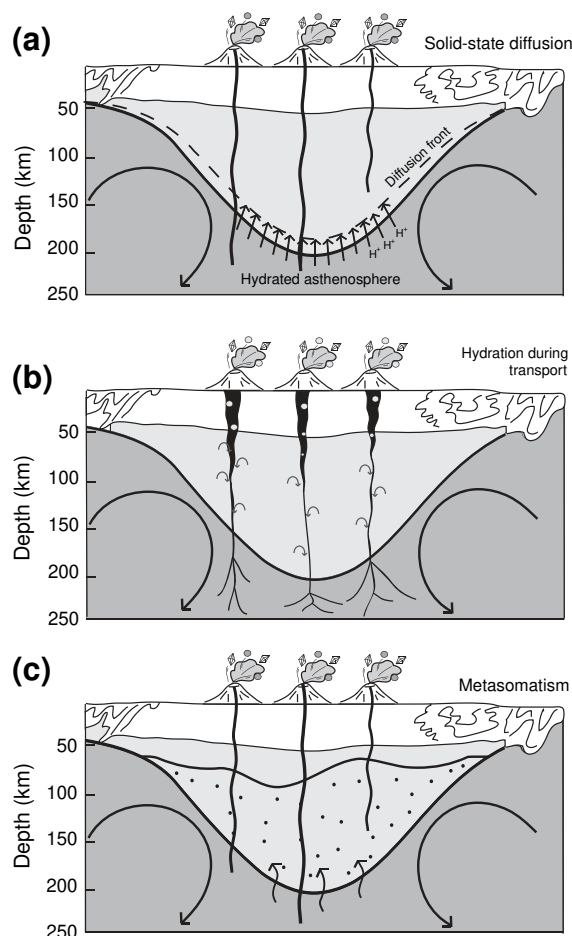 (a)
Solid-state diffusion
50
100
150
200
250
Depth (km)
Diffusion front
H+
H+
H+
Hydrated asthenosphere
(b)
Hydration during
transport
50
100
150
200
250
Depth (km)
(c)
Metasomatism
50
100
150
200
250
Depth (km)